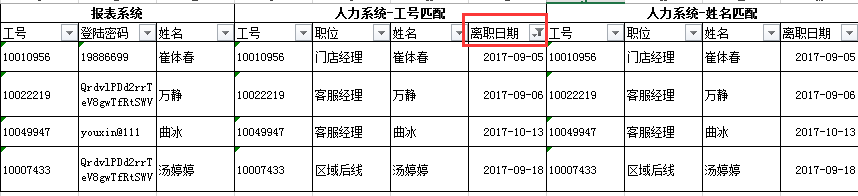 报表系统 人力系统-工号匹配 人力系统-姓名匹配
工号 登陆密码 姓名 工号 职位 姓名 离职日期 工号 职位 姓名 离职日期
10010956 19886699 崔体春 10010956 门店经理 崔体春 2017-09-05 10010956 门店经理 崔体春 2017-09-05
10022219 QrdvlPDd2rrT
eV8gwTfRtSWV 万静 10022219 客服经理 万静 2017-09-06 10022219 客服经理 万静 2017-09-06
10049947 youxin@111 曲冰 10049947 客服经理 曲冰 2017-10-13 10049947 客服经理 曲冰 2017-10-13
10007433 QrdvlPDd2rrT
eV8gwTfRtSWV 汤婷婷 10007433 区域后线 汤婷婷 2017-09-18 10007433 区域后线 汤婷婷 2017-09-18